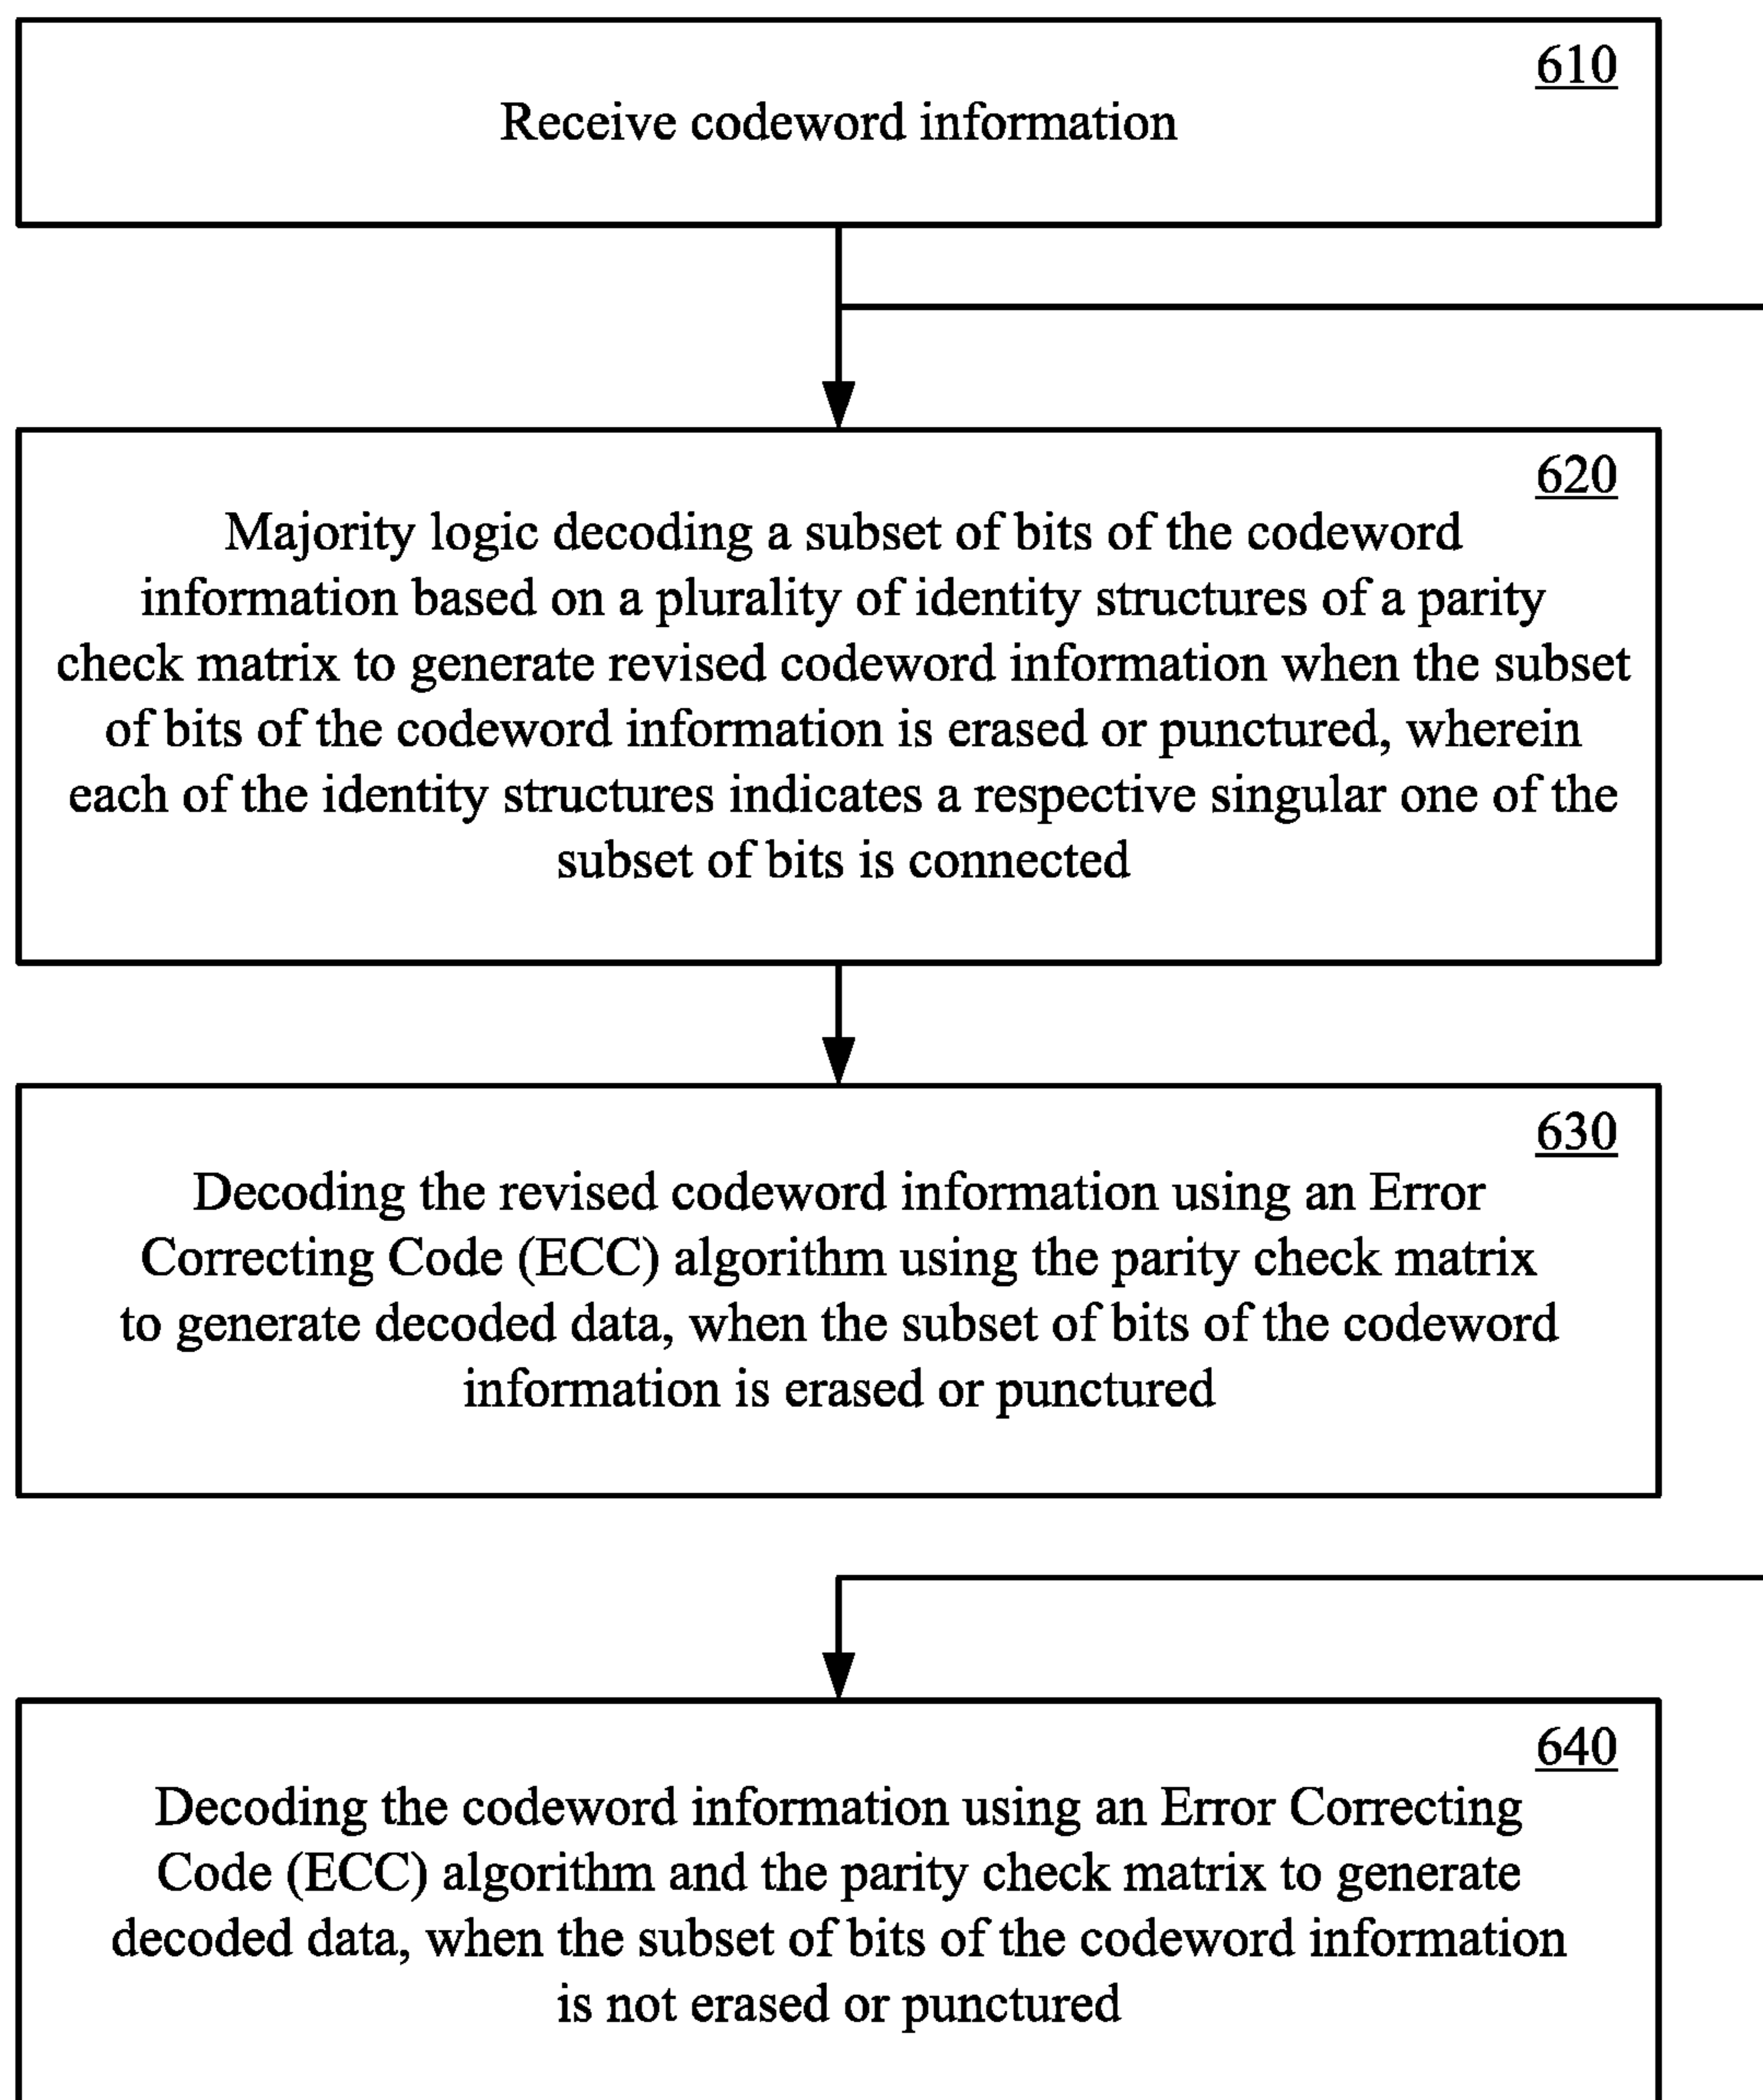 610
Receive codeword information
620
Majority logic decoding a subset of bits of the codeword
information based on a plurality of identity structures of a parity
check matrix to generate revised codeword information when the subset
of bits of the codeword information is erased or punctured, wherein
each of the identity structures indicates a respective singular one of the
subset of bits is connected
630
Decoding the revised codeword information using an Error
Correcting Code (ECC) algorithm using the parity check matrix
to generate decoded data, when the subset of bits of the codeword
information is erased or punctured
640
Decoding the codeword information using an Error Correcting
Code (ECC) algorithm and the parity check matrix to generate
decoded data, when the subset of bits of the codeword information
is not erased or punctured